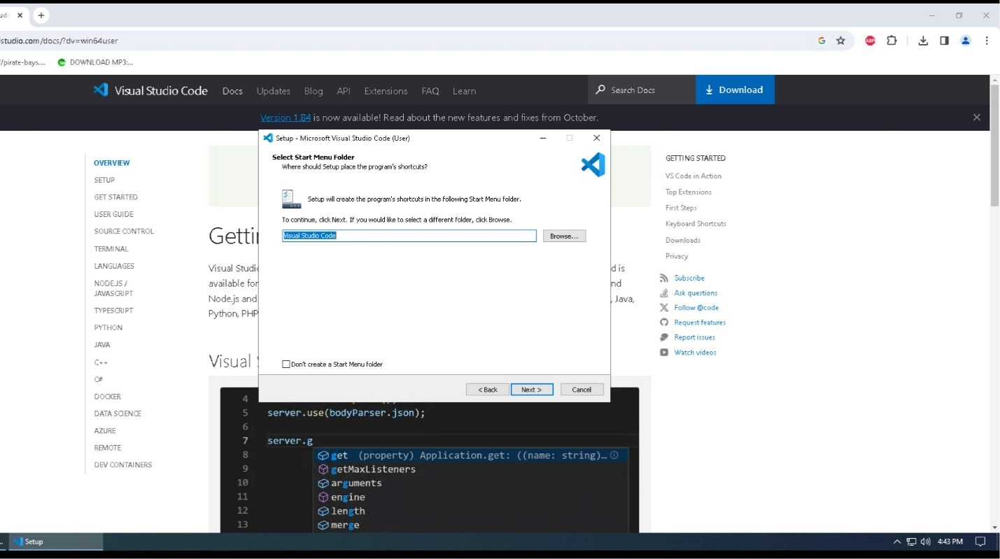 studio.com/docs/?dv=win64user
/pirate-bays.... DOWNLOAD MP3:...
Visual Studio Code Docs Updates Blog API Extensions FAQ Learn Search Docs Download
Version 1.84 is now available! Read about the new features and fixes from October.
Setup - Microsoft Visual Studio Code (User)
Select Start Menu Folder
Where should Setup place the program's shortcuts?
Setup will create the program's shortcuts in the following Start Menu folder.
To continue, click Next. If you would like to select a different folder, click Browse.
Visual Studio Code Browse...
Don't create a Start Menu folder
< Back Next > Cancel
OVERVIEW
SETUP
GET STARTED
USER GUIDE
SOURCE CONTROL
TERMINAL
LANGUAGES
NODE.JS /
JAVASCRIPT
TYPESCRIPT
PYTHON
JAVA
C++
C#
DOCKER
DATA SCIENCE
AZURE
REMOTE
DEV CONTAINERS
Getti
Visual Studi d is
available for nd
Node.js and , Java,
Python, PHP
Visual
4
5 server.use(bodyParser.json);
6
7 server.g
8 get (property) Application.get: ((name: string)...
9 getMaxListeners
10 arguments
11 engine
12 length
13 merge
GETTING STARTED
VS Code in Action
Top Extensions
First Steps
Keyboard Shortcuts
Downloads
Privacy
Subscribe
Ask questions
Follow @code
Request features
Report issues
Watch videos
Setup 4:43 PM